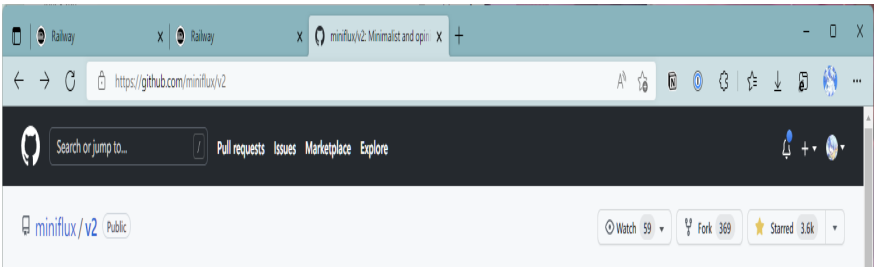 Railway
Railway
miniflux/v2: Minimalist and opin
https://github.com/miniflux/v2
Search or jump to... / Pull requests Issues Marketplace Explore
miniflux / v2 Public Watch 59 Fork 369 Starred 3.6k